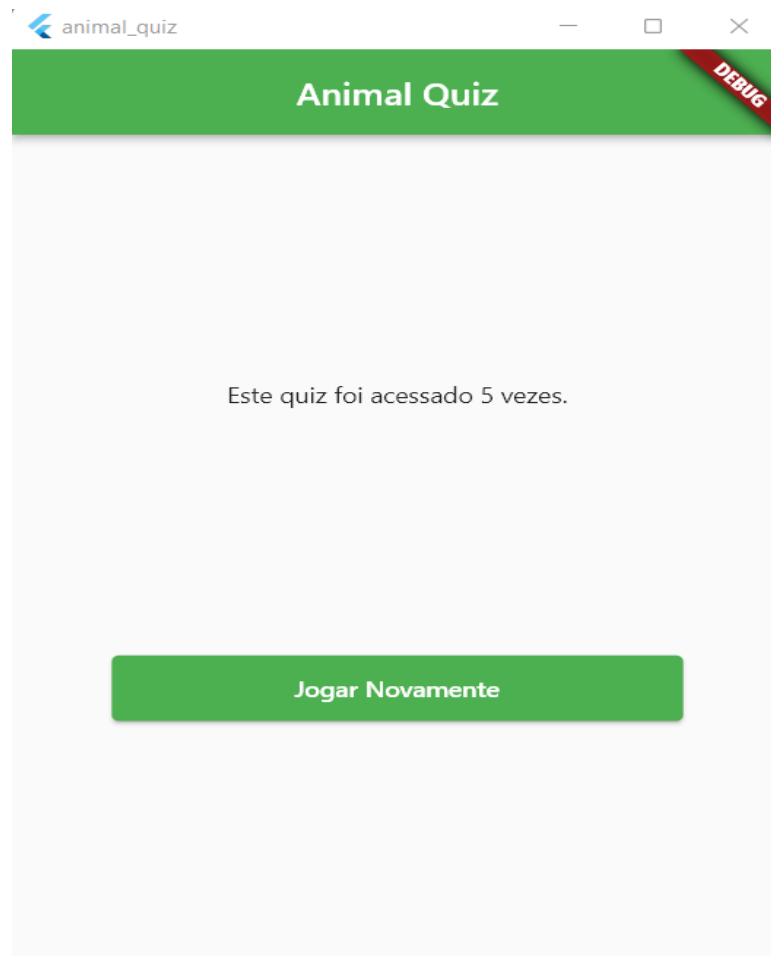 animal_quiz
Animal Quiz
DEBUG
Este quiz foi acessado 5 vezes.
Jogar Novamente